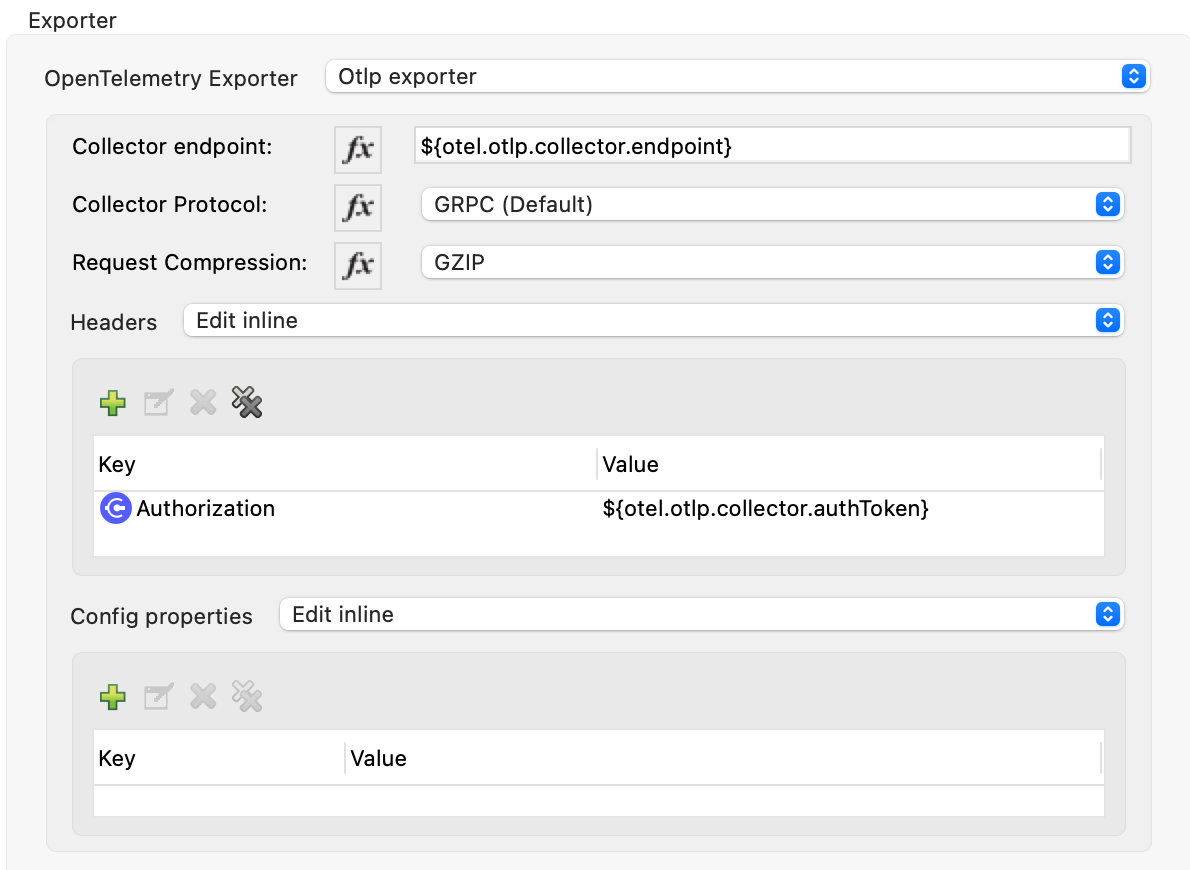 Exporter
OpenTelemetry Exporter Otlp exporter
Collector endpoint: fx ${otel.otlp.collector.endpoint}
Collector Protocol: fx GRPC (Default)
Request Compression: fx GZIP
Headers Edit inline
Key Value
Authorization ${otel.otlp.collector.authToken}
Config properties Edit inline
Key Value